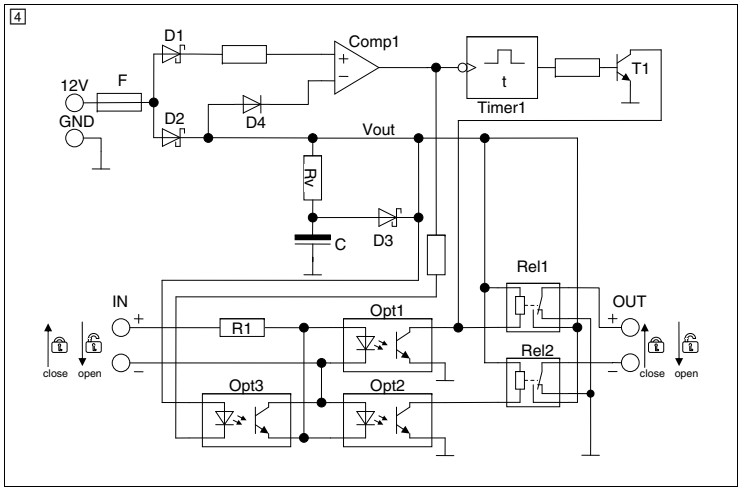 4
D1
Comp1
+
−
F
12V
GND
D2
D4
t
Timer1
T1
Vout
Rv
C
D3
Rel1
IN
+
R1
Opt1
OUT
+
close
open
−
Rel2
−
close
open
Opt3
Opt2